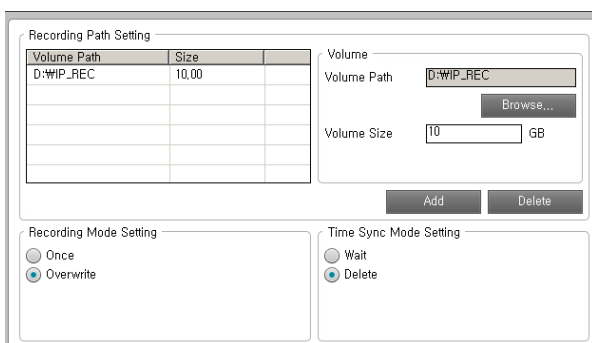 Recording Path Setting
Volume Path Size
D:₩IP_REC 10,00
Volume
Volume Path D:₩IP_REC
Browse,,,
Volume Size 10 GB
Add Delete
Recording Mode Setting
Once
Overwrite
Time Sync Mode Setting
Wait
Delete